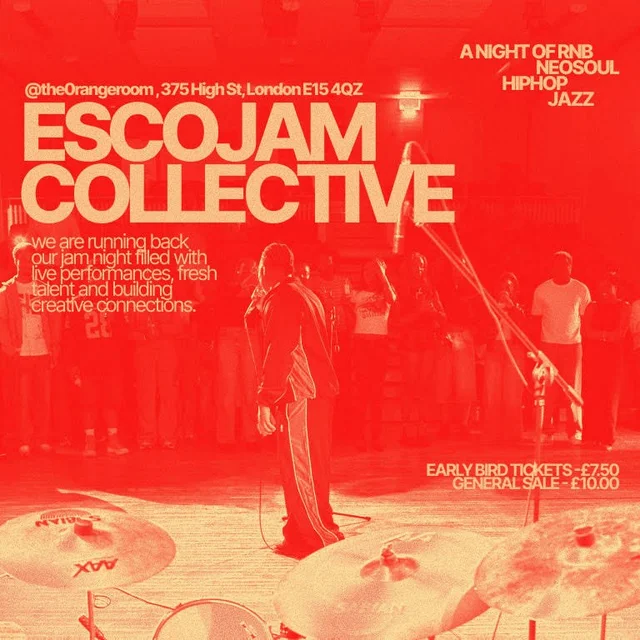 A NIGHT OF RNB
NEOSOUL
HIPHOP
JAZZ
@the0rangeroom , 375 High St, London E15 4QZ
ESCOJAM
COLLECTIVE
we are running back
our jam night filled with
live performances, fresh
talent and building
creative connections.
EARLY BIRD TICKETS -£7.50
GENERAL SALE - £10.00
SABIAN
AAX
SABIAN